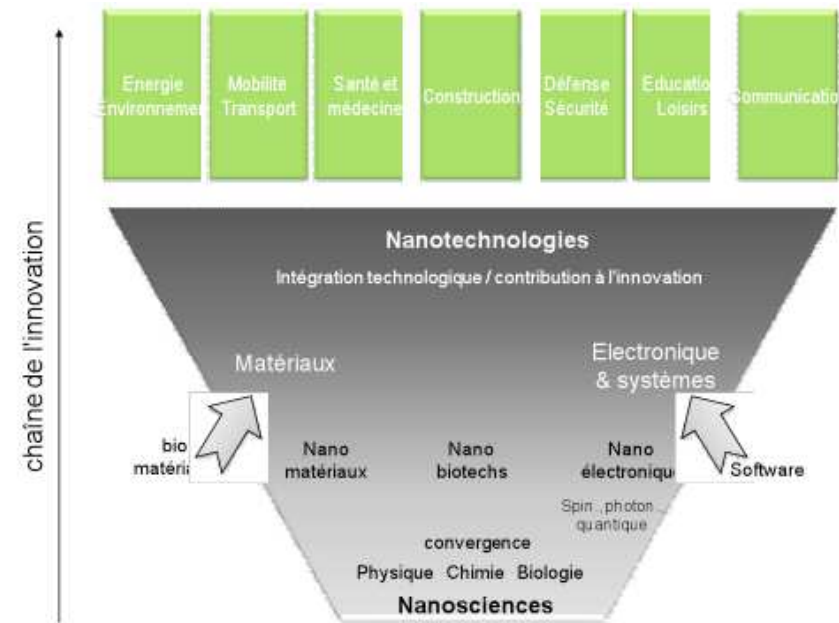 Energie
Environnemen
Mobilité
Transport
Santé et
médecine
Construction
Défense
Sécurité
Educatio
Loisirs
Communication
chaîne de l'innovation
Nanotechnologies
Intégration technologique / contribution à l'innovation
Matériaux
Electronique
& systèmes
bio
matéria
Nano
matériaux
Nano
biotechs
Nano
électronique
Software
Spin , photon ,
quantique
convergence
Physique Chimie Biologie
Nanosciences